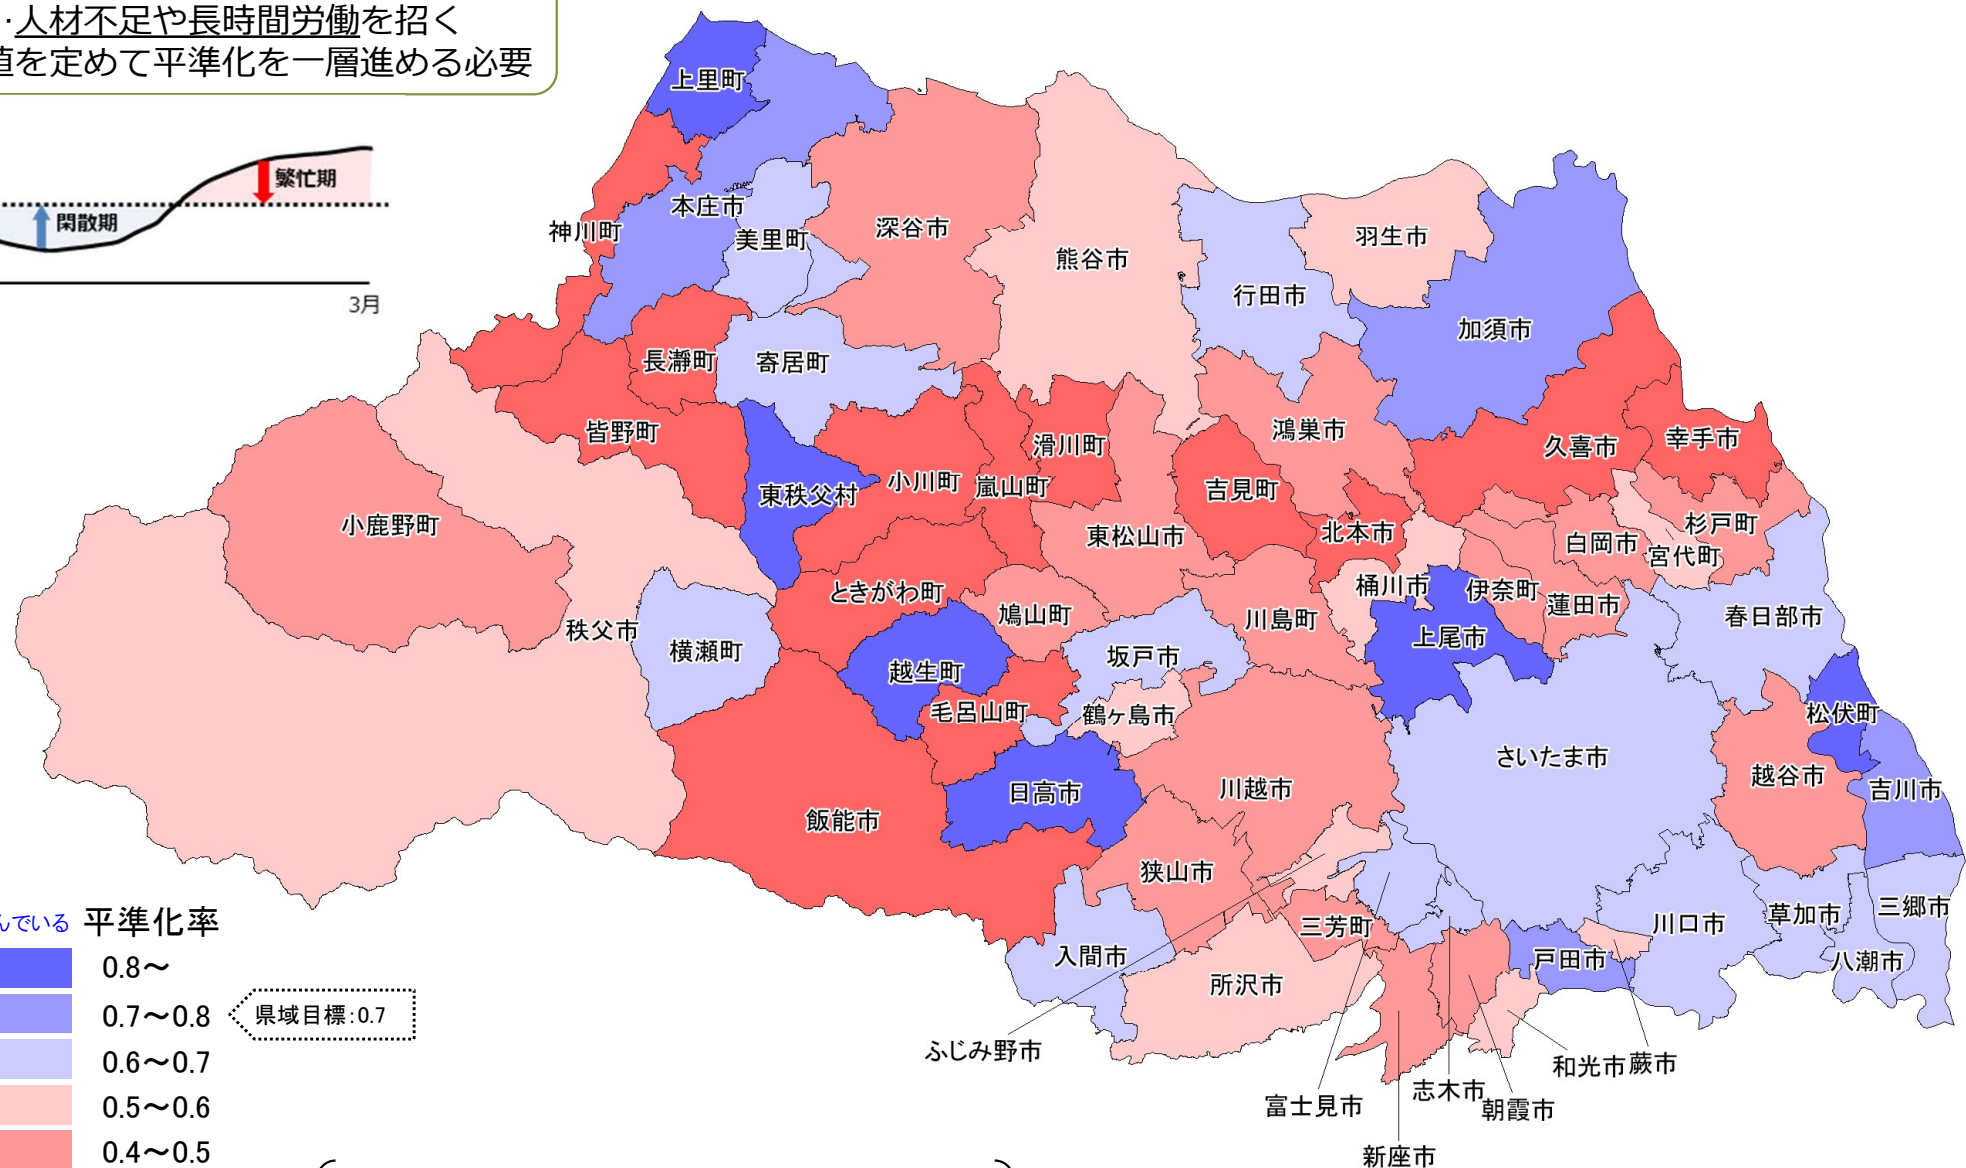 ・人材不足や長時間労働を招く
値を定めて平準化を一層進める必要
繁忙期
閑散期
3月
上里町
本庄市
神川町
美里町
深谷市
熊谷市
行田市
羽生市
加須市
長瀞町
寄居町
皆野町
東秩父村
小川町
嵐山町
滑川町
吉見町
鴻巣市
久喜市
幸手市
小鹿野町
東松山市
北本市
白岡市
杉戸町
宮代町
秩父市
横瀬町
ときがわ町
鳩山町
川島町
桶川市
伊奈町
蓮田市
春日部市
上尾市
越生町
坂戸市
毛呂山町
鶴ヶ島市
松伏町
さいたま市
日高市
川越市
越谷市
吉川市
飯能市
狭山市
三芳町
川口市
草加市
三郷市
入間市
所沢市
戸田市
八潮市
ふじみ野市
富士見市
新座市
志木市
朝霞市
和光市
蕨市
んでいる 平準化率
0.8～
0.7～0.8
県域目標:0.7
0.6～0.7
0.5～0.6
0.4～0.5